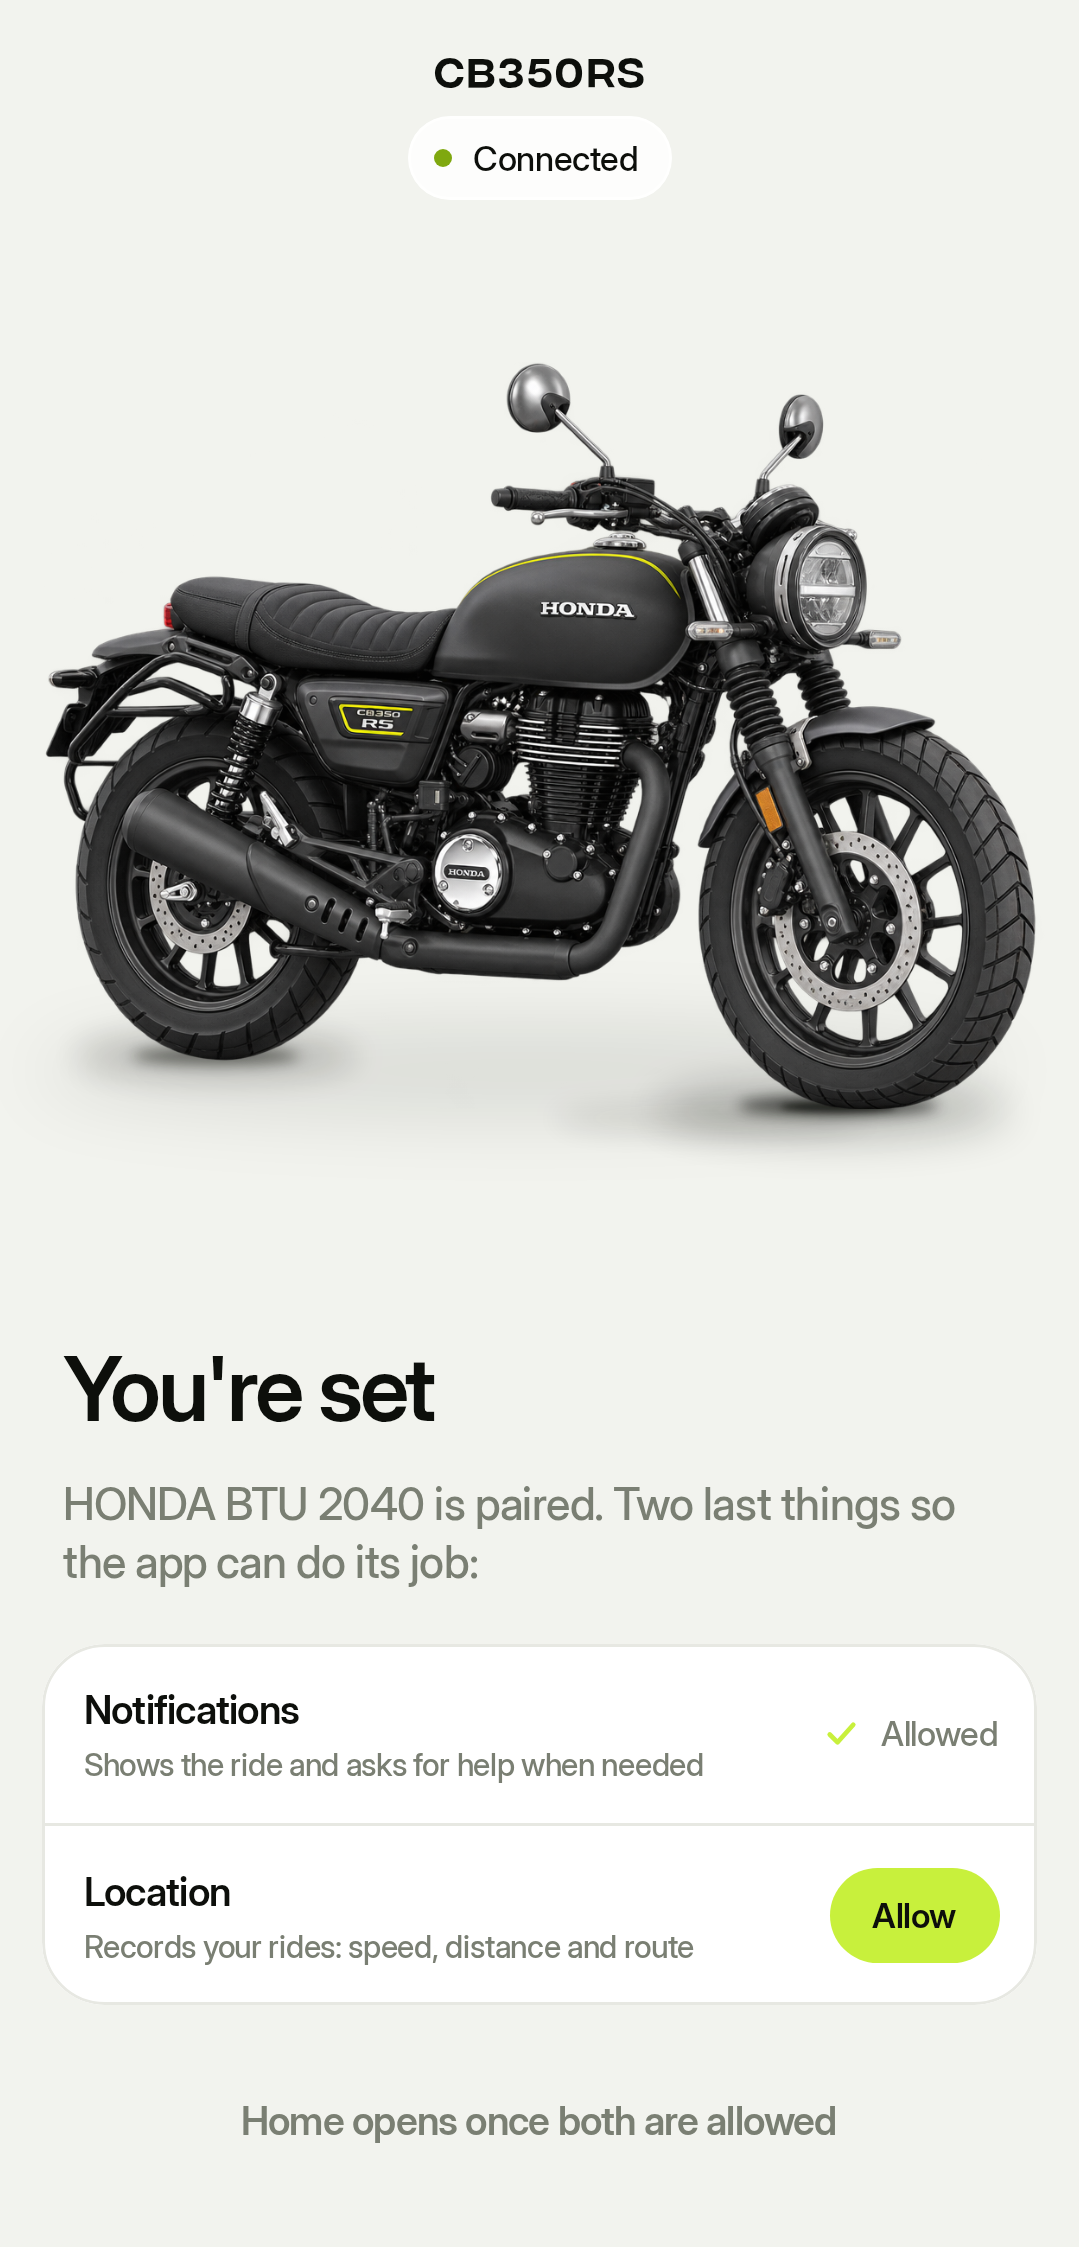 CB350RS
Connected
HONDA
CB350
RS
HONDA
You're set
HONDA BTU 2040 is paired. Two last things so
the app can do its job:
Notifications
Shows the ride and asks for help when needed
Allowed
Location
Records your rides: speed, distance and route
Allow
Home opens once both are allowed